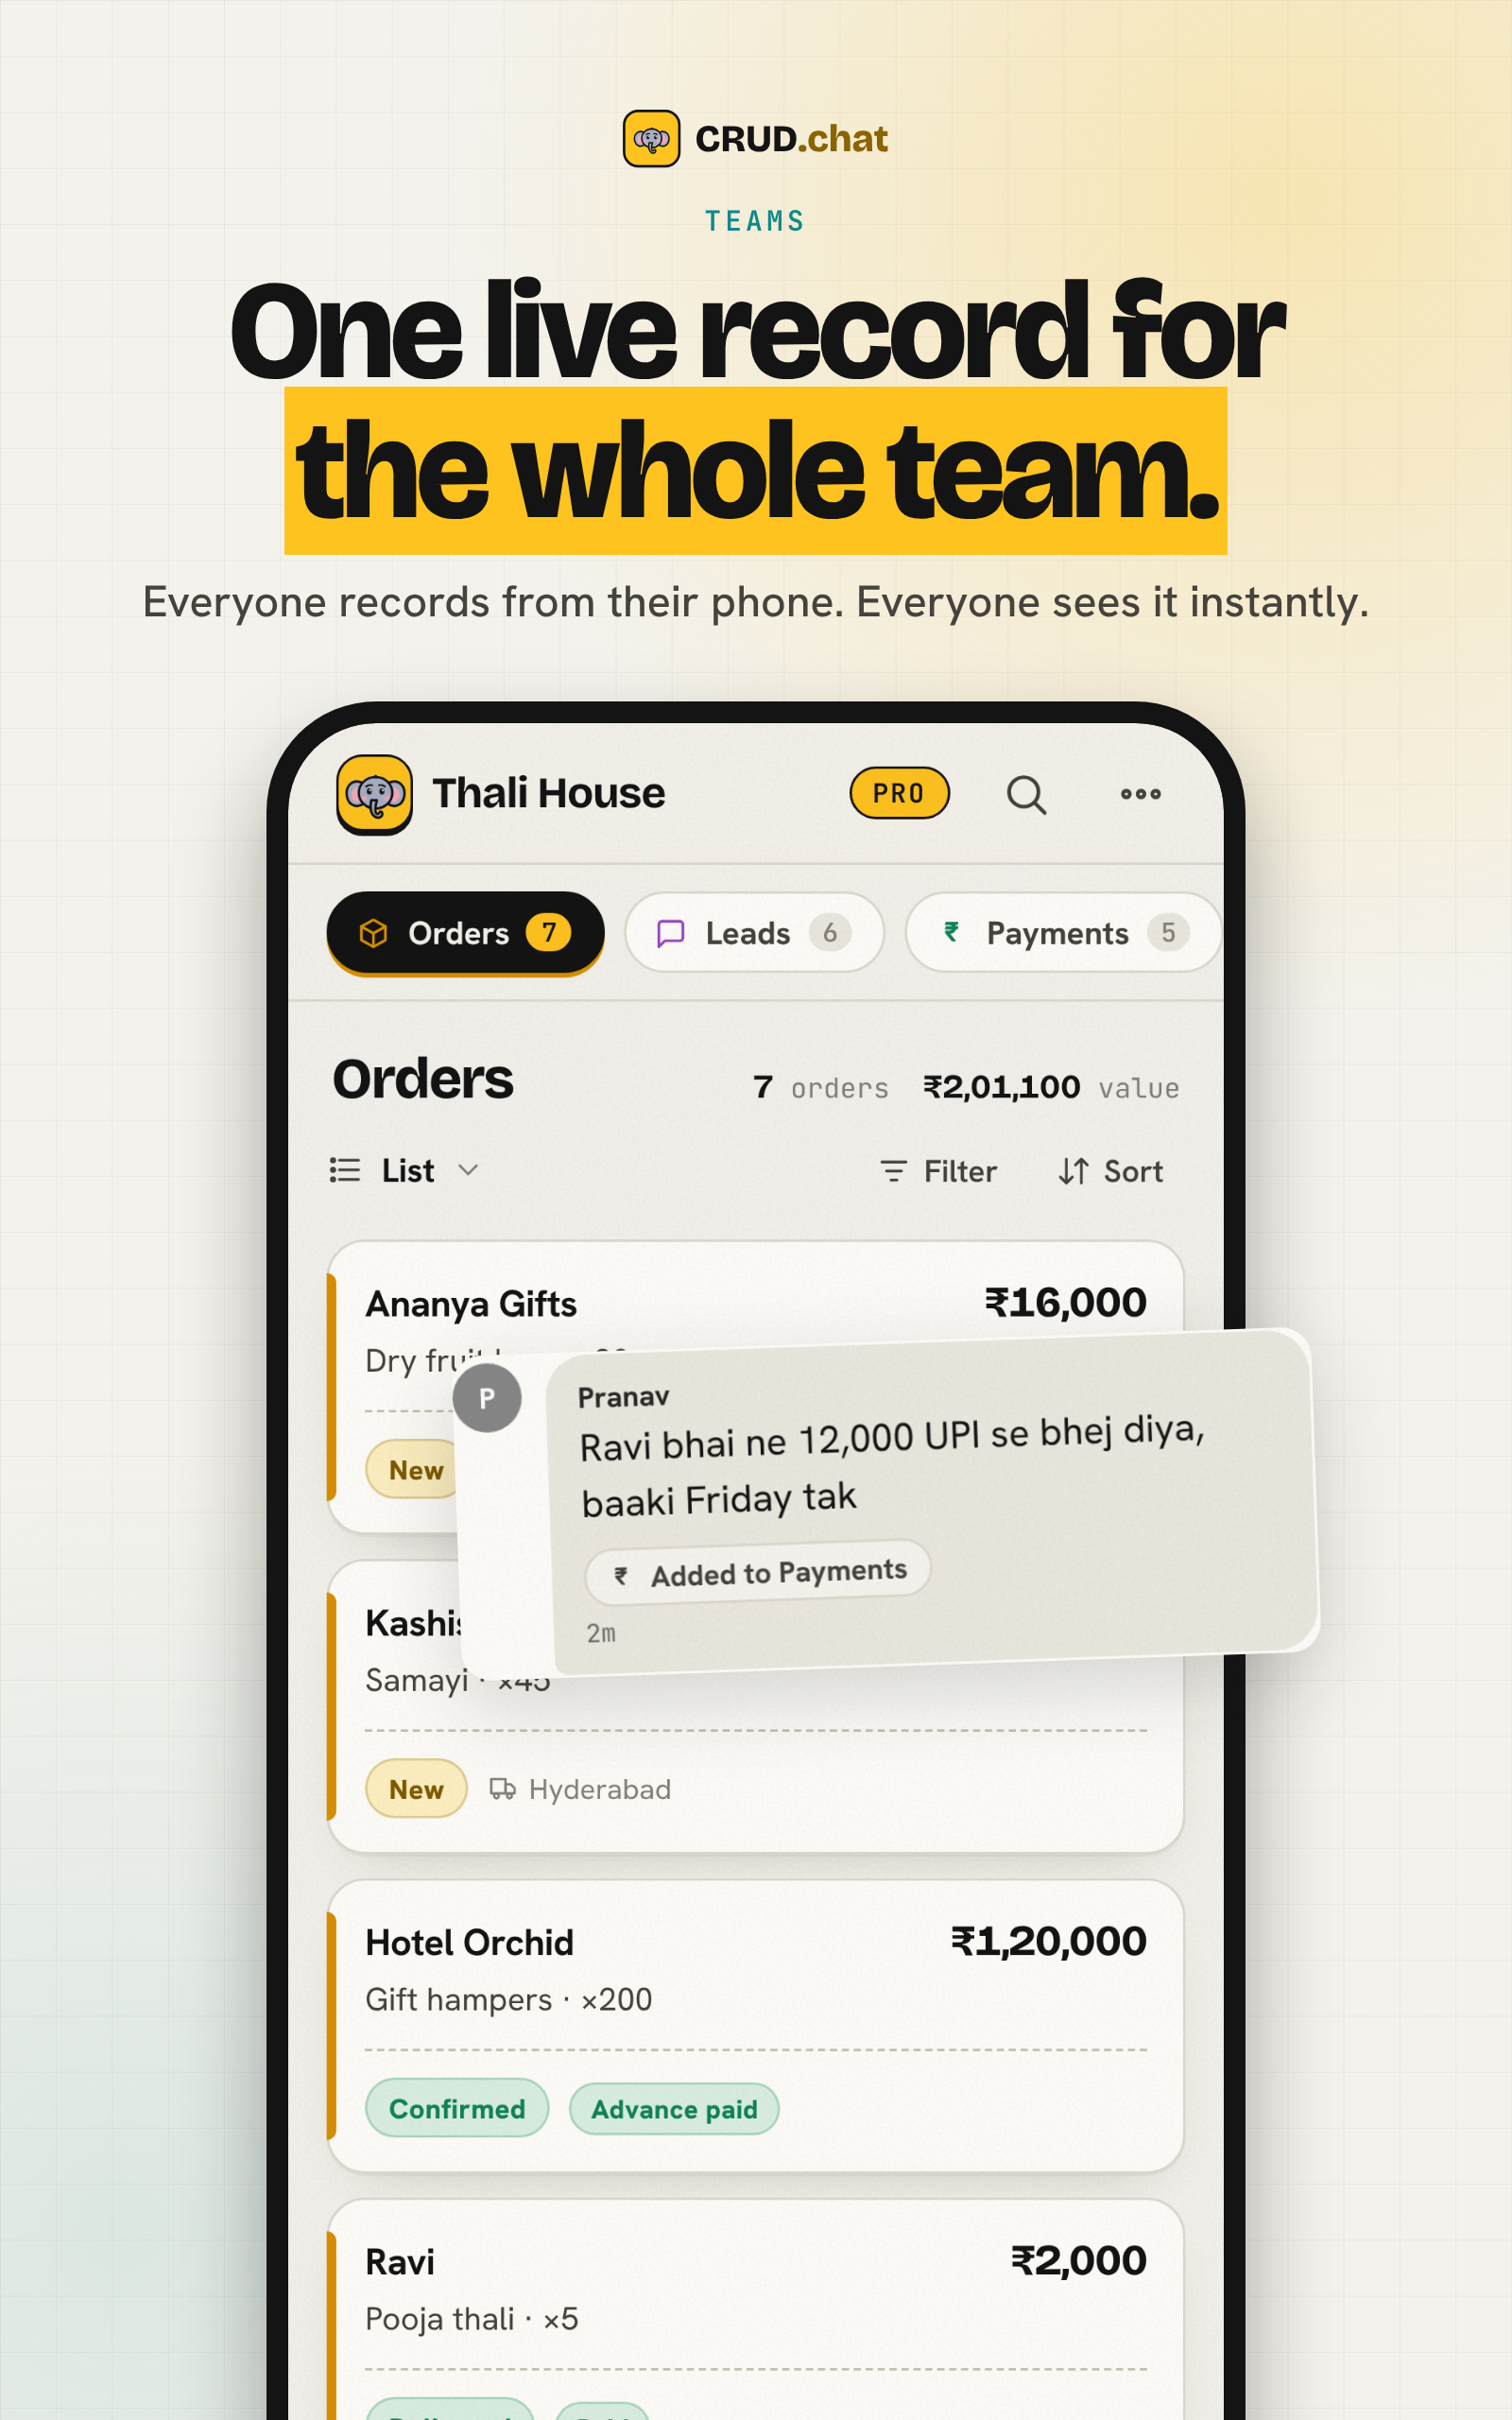 CRUD.chat
TEAMS
One live record for
the whole team.
Everyone records from their phone. Everyone sees it instantly.
Thali House
PRO
Orders 7
Leads 6
₹ Payments 5
Orders
7 orders ₹2,01,100 value
List
Filter
Sort
Ananya Gifts
₹16,000
Dry
New
P
Pranav
Ravi bhai ne 12,000 UPI se bhej diya,
baaki Friday tak
₹ Added to Payments
2m
Samayi · ×45
New
Hyderabad
Hotel Orchid
₹1,20,000
Gift hampers · ×200
Confirmed
Advance paid
Ravi
₹2,000
Pooja thali · ×5